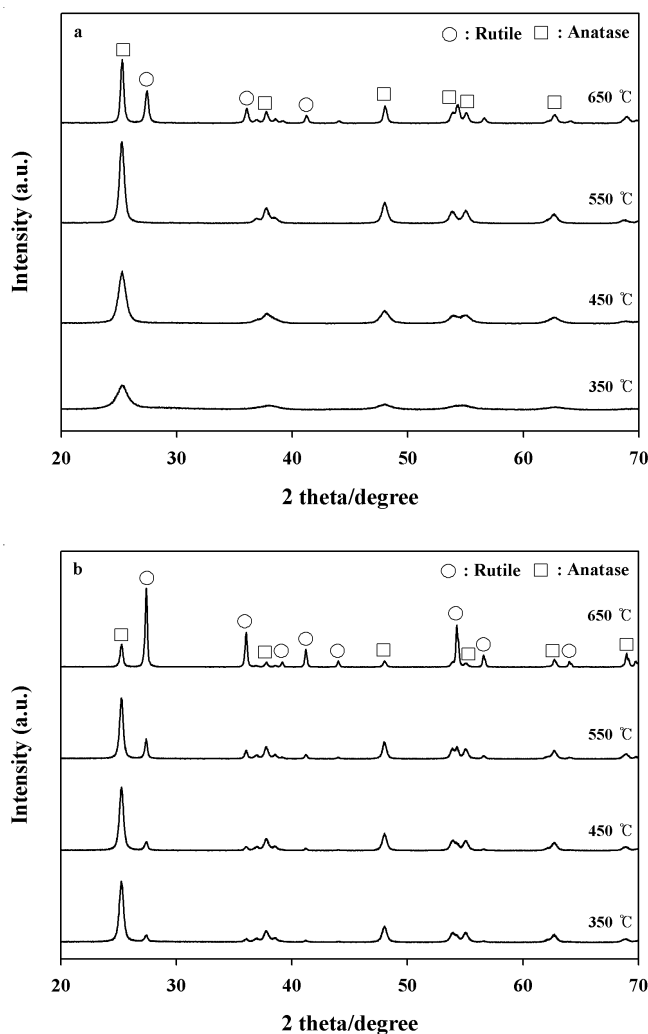 a
○ : Rutile □ : Anatase
650 ℃
550 ℃
450 ℃
350 ℃
Intensity (a.u.)
20 30 40 50 60 70
2 theta/degree
b
○ : Rutile □ : Anatase
650 ℃
550 ℃
450 ℃
350 ℃
Intensity (a.u.)
20 30 40 50 60 70
2 theta/degree